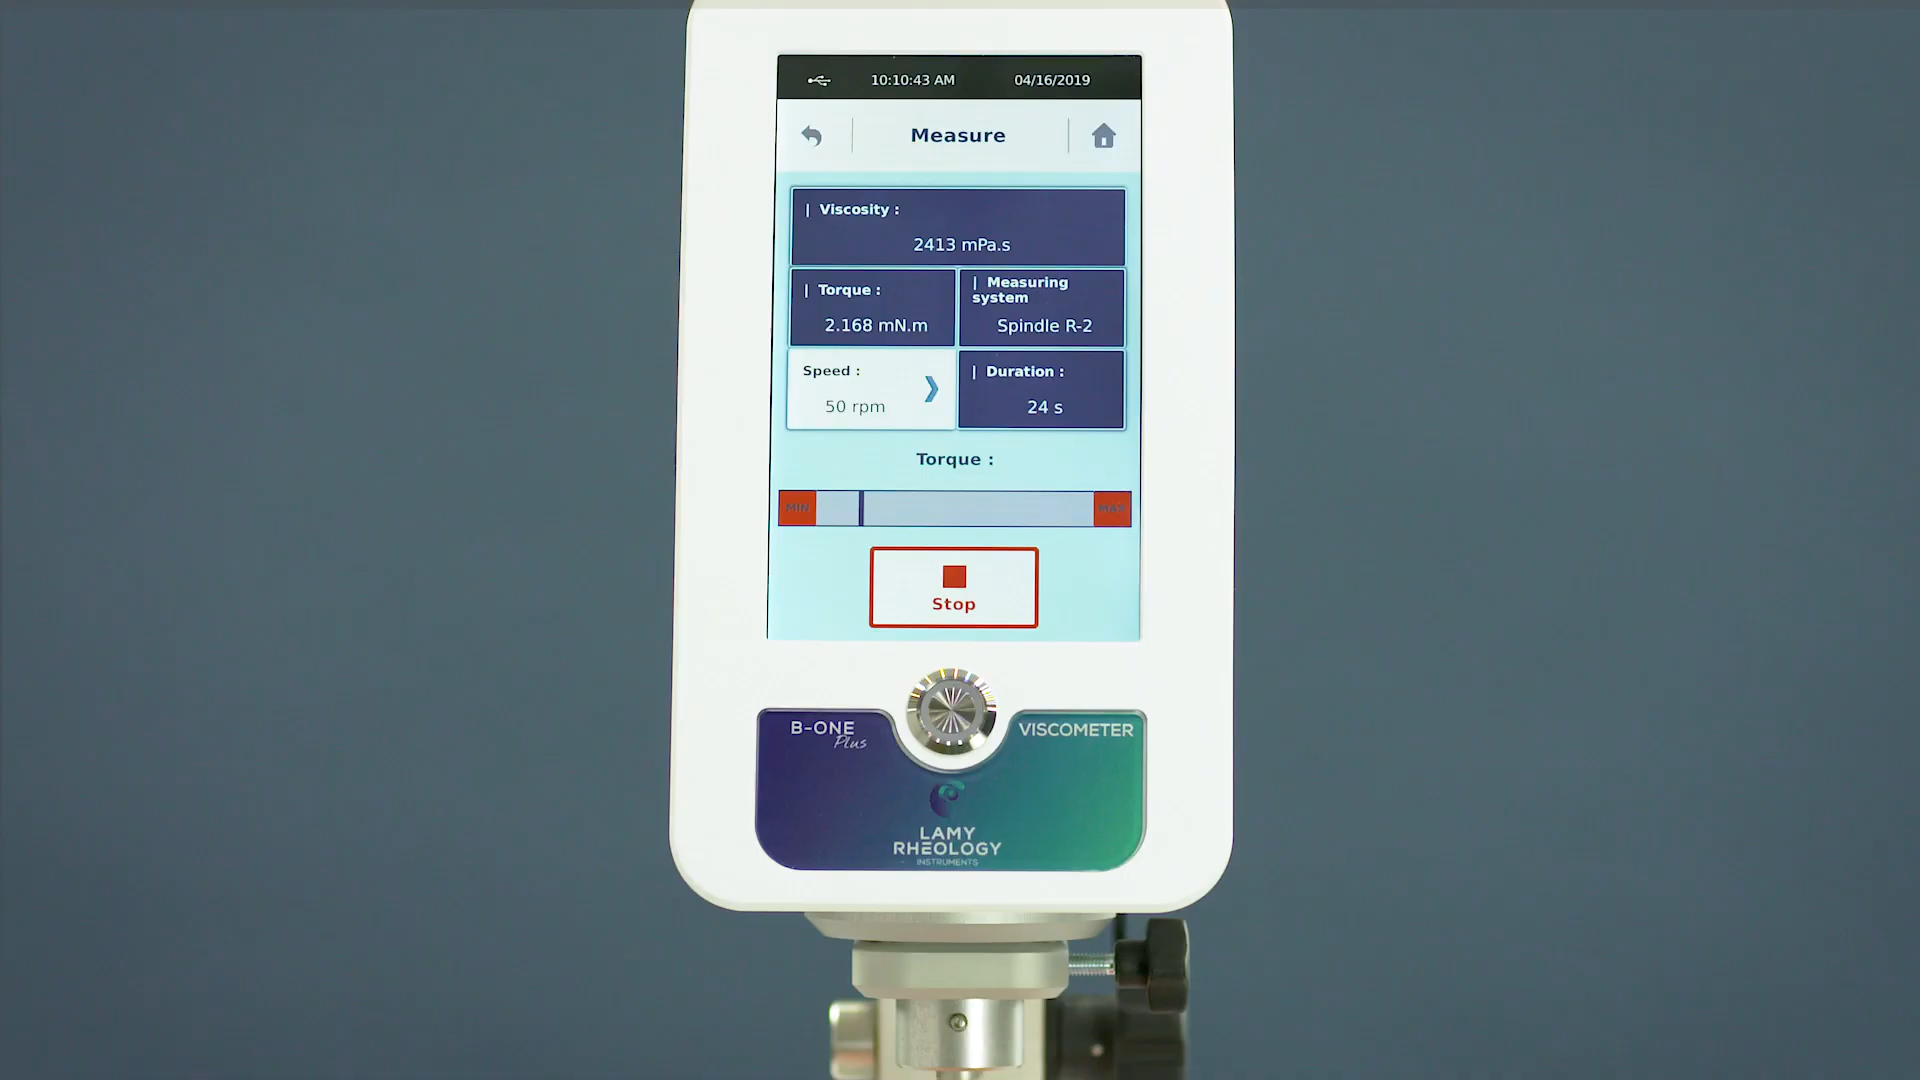 10:10:43 AM 04/16/2019
Measure
| Viscosity :
2413 mPa.s
| Torque :
2.168 mN.m
| Measuring
system
Spindle R-2
Speed :
50 rpm
| Duration :
24 s
Torque :
MIN MAX
Stop
B-ONE
Plus
VISCOMETER
LAMY
RHEOLOGY
INSTRUMENTS